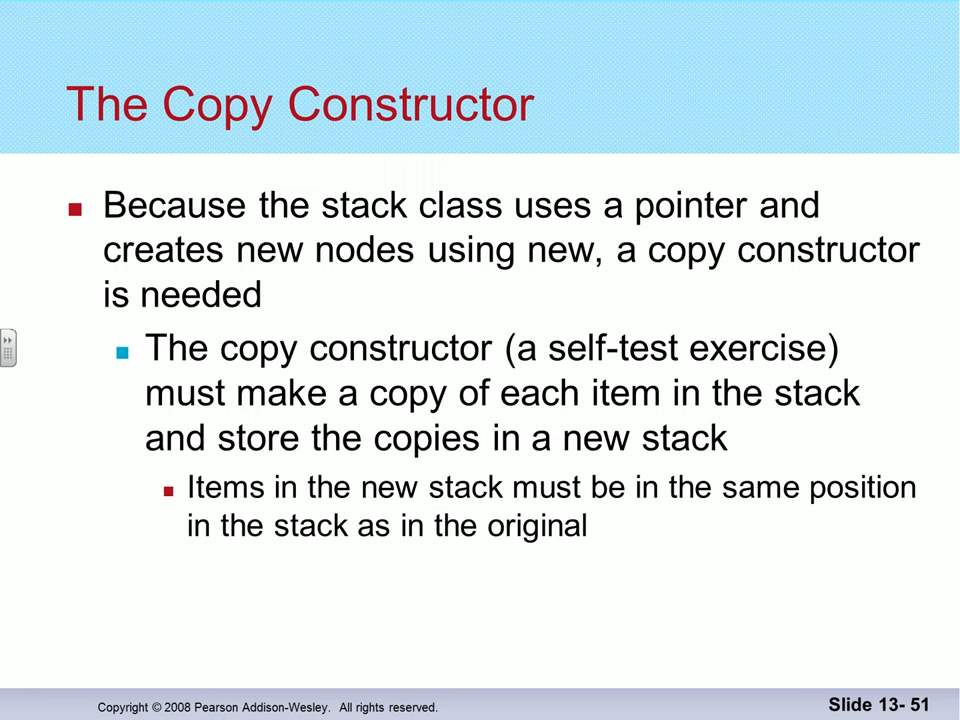 The Copy Constructor
Because the stack class uses a pointer and
creates new nodes using new, a copy constructor
is needed
The copy constructor (a self-test exercise)
must make a copy of each item in the stack
and store the copies in a new stack
Items in the new stack must be in the same position
in the stack as in the original
Copyright © 2008 Pearson Addison-Wesley. All rights reserved.
Slide 13- 51